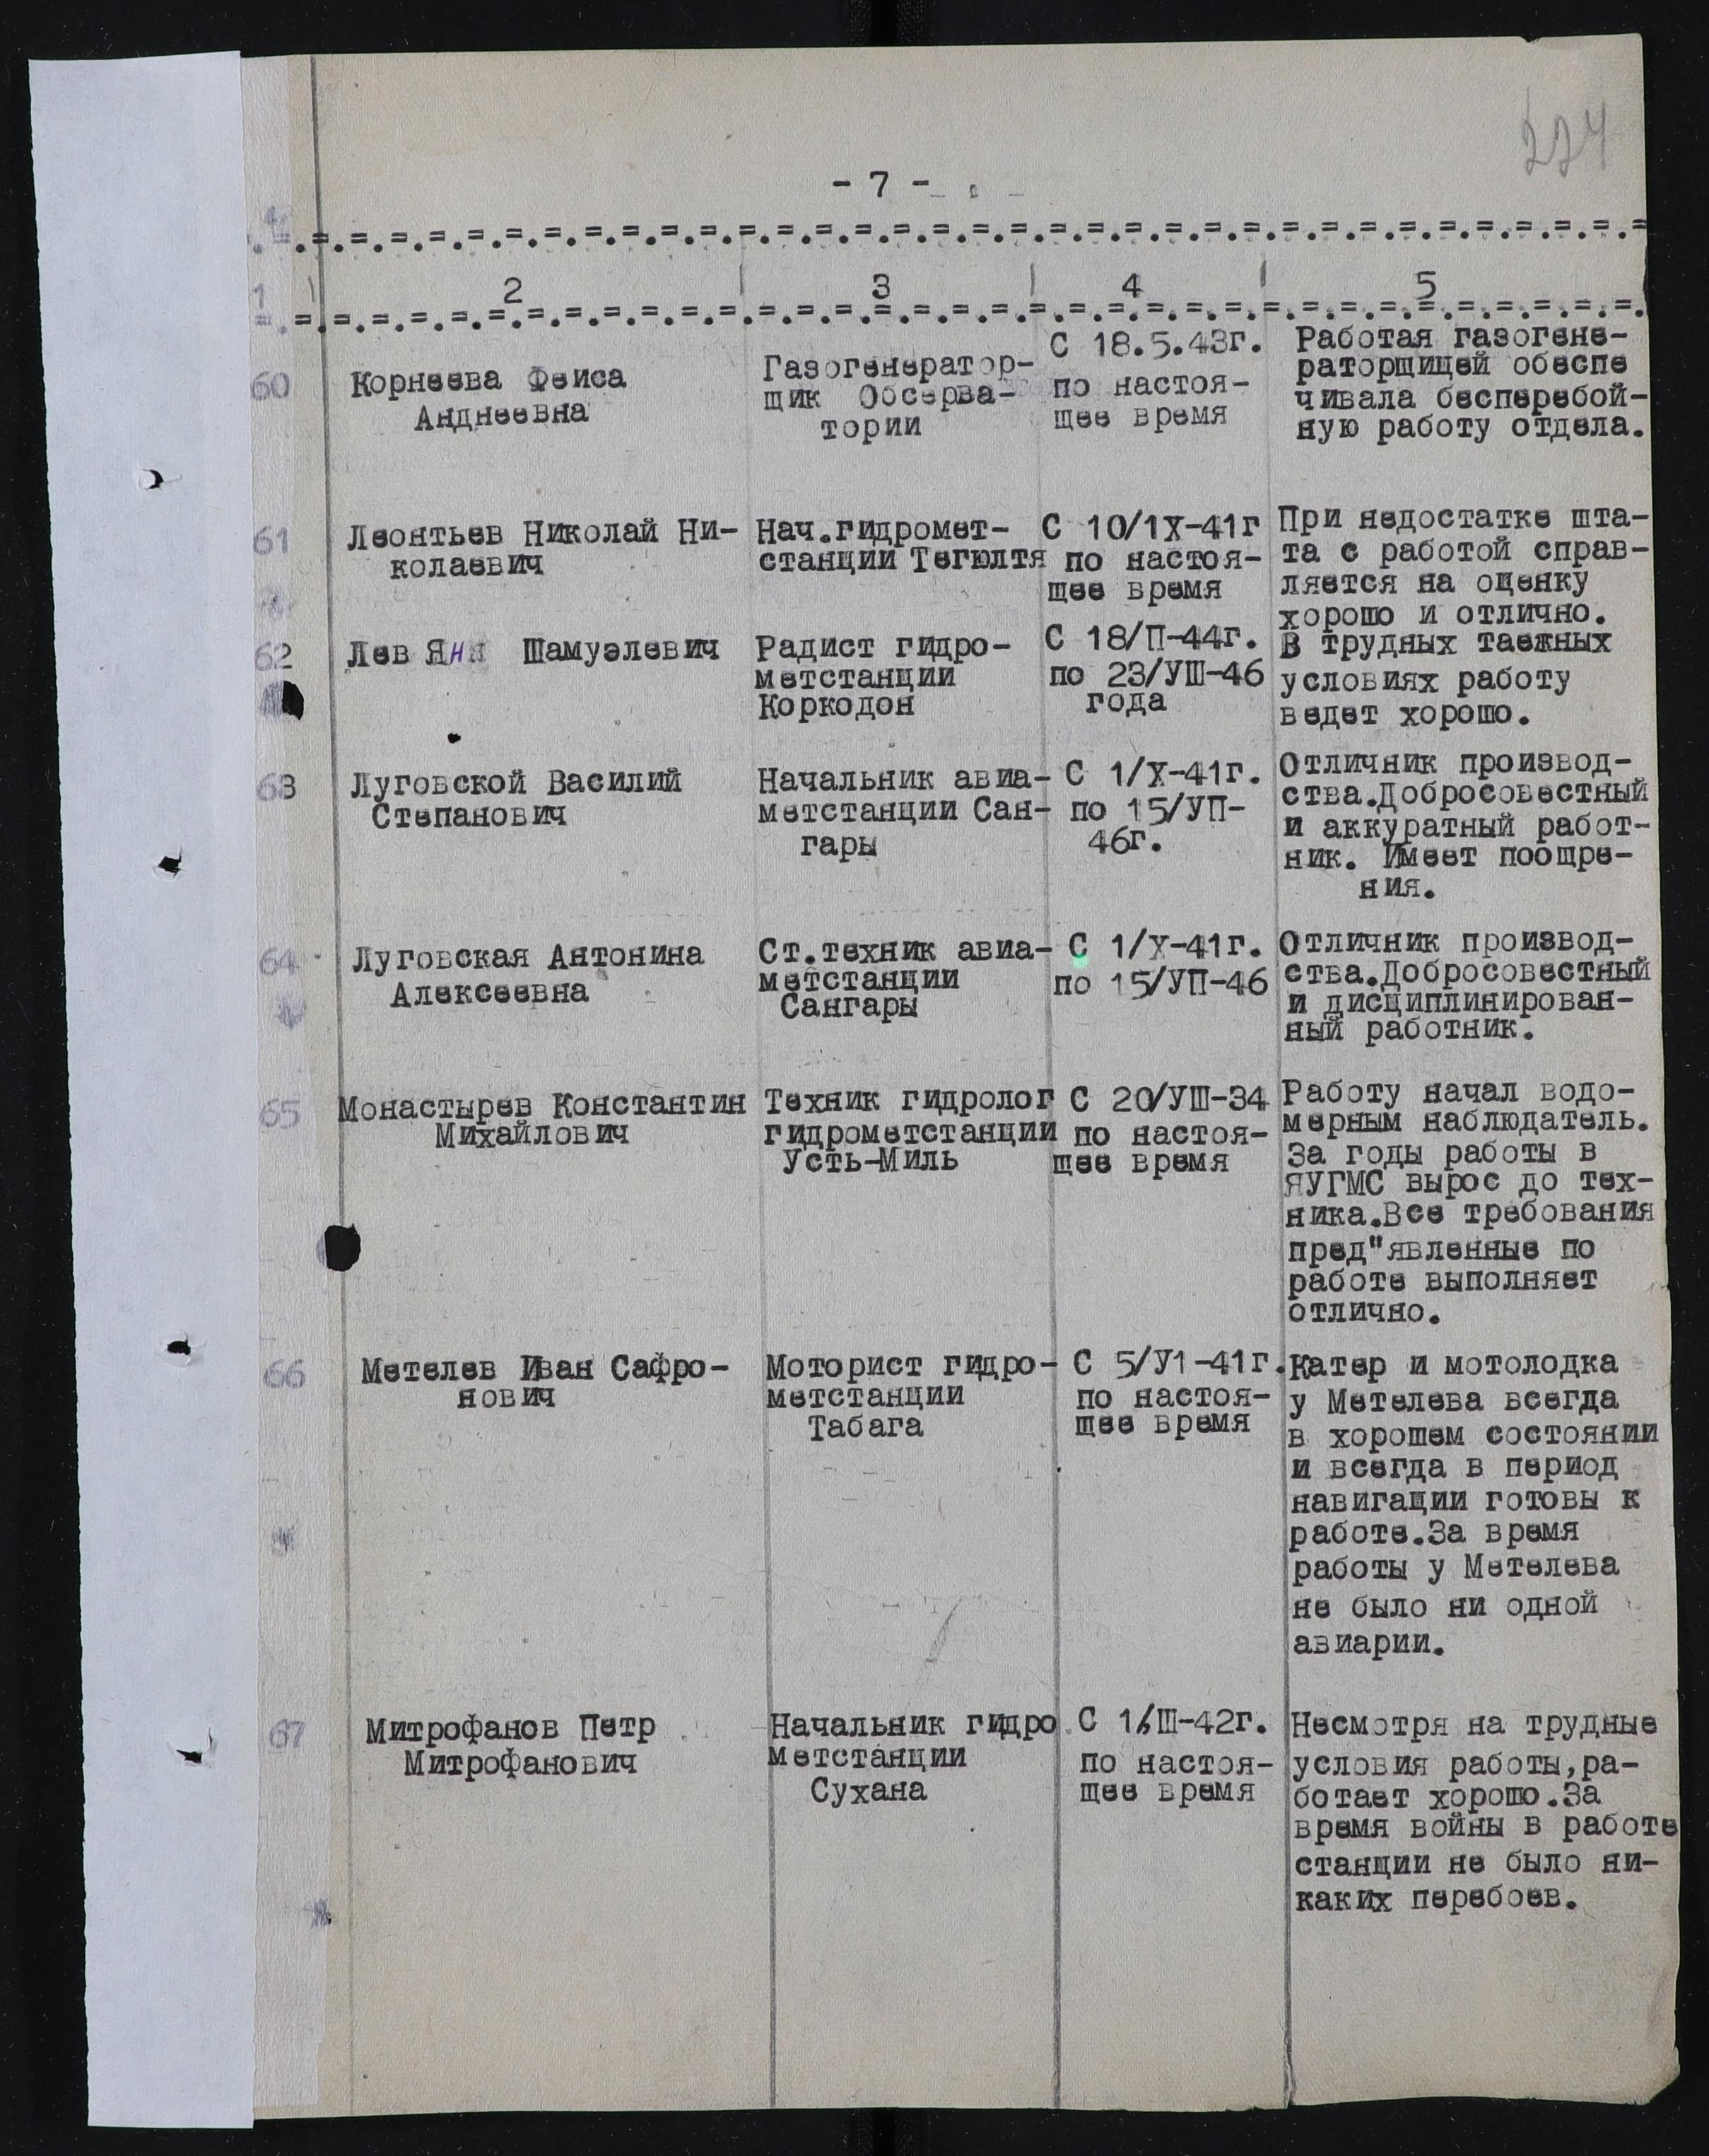 224
- 7 -
1 2 3 4 5
60 Корнеева Феиса
Анднеевна
Газогенератор-
щик Обсерва-
тории
С 18.5.43г.
по настоя-
щее время
Работая газогене-
раторщицей обеспе
чивала бесперебой-
ную работу отдела.
61 Леонтьев Николай Ни-
колаевич
Нач.гидромет-
станции Тегюлтя
С 10/1Х-41г
по настоя-
щее время
При недостатке шта-
та с работой справ-
ляется на оценку
хорошо и отлично.
62 Лев Шамуэлевич
Радист гидро-
метстанции
Коркодон
С 18/П-44г.
по 23/УШ-46
года
В трудных таежных
условиях работу
ведет хорошо.
63 Луговской Василий
Степанович
Начальник авиа-
метстанции Сан-
гары
С 1/Х-41г.
по 15/УП-
46г.
Отличник производ-
ства.Добросовестный
и аккуратный работ-
ник. Имеет поощре-
ния.
64 Луговская Антонина
Алексеевна
Ст.техник авиа-
метстанции
Сангары
С 1/Х-41г.
по 15/УП-46
Отличник производ-
ства.Добросовестный
и дисциплинирован-
ный работник.
65 Монастырев Константин
Михайлович
Техник гидролог
гидрометстанции
Усть-Миль
С 20/УШ-34
по настоя-
щее время
Работу начал водо-
мерным наблюдатель.
За годы работы в
ЯУГМС вырос до тех-
ника.Все требования
пред"явленные по
работе выполняет
отлично.
66 Метелев Иван Сафро-
нович
Моторист гидро-
метстанции
Табага
С 5/У1-41г.
по настоя-
щее время
Катер и мотолодка
у Метелева всегда
в хорошем состоянии
и всегда в период
навигации готовы к
работе.За время
работы у Метелева
не было ни одной
авиарии.
67 Митрофанов Петр
Митрофанович
Начальник гидро
метстанции
Сухана
С 1/Ш-42г.
по настоя-
щее время
Несмотря на трудные
условия работы,ра-
ботает хорошо.За
время войны в работе
станции не было ни-
каких перебоев.